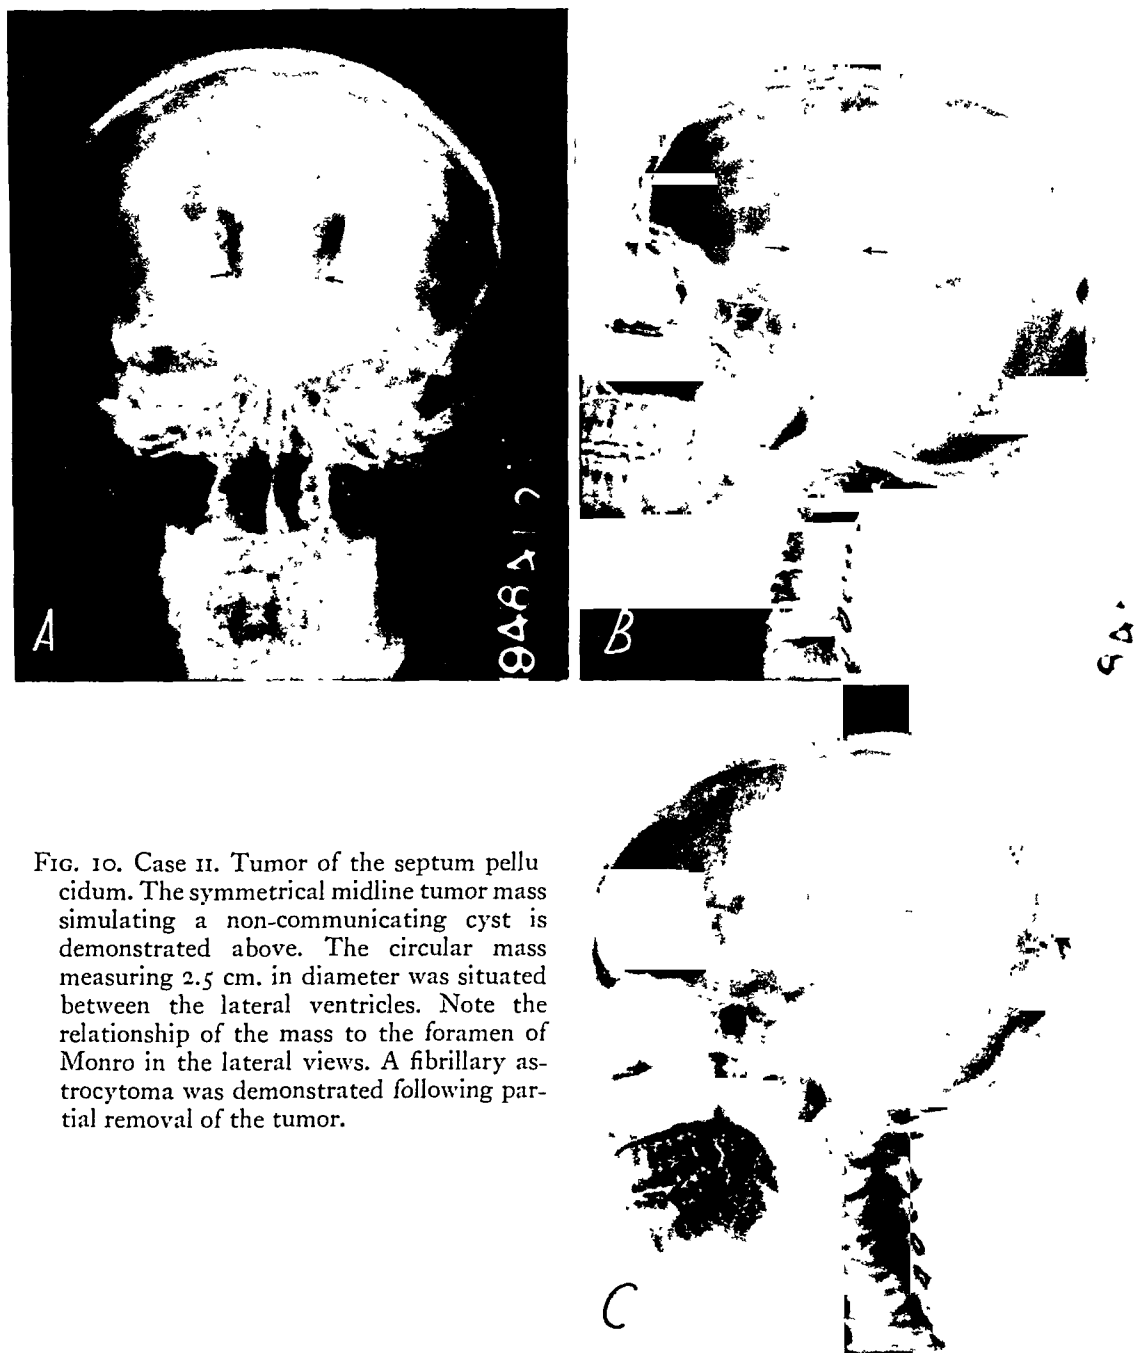 A
B
FIG. 10. Case 11. Tumor of the septum pellu
cidum. The symmetrical midline tumor mass
simulating a non-communicating cyst is
demonstrated above. The circular mass
measuring 2.5 cm. in diameter was situated
between the lateral ventricles. Note the
relationship of the mass to the foramen of
Monro in the lateral views. A fibrillary as-
trocytoma was demonstrated following par-
tial removal of the tumor.
C